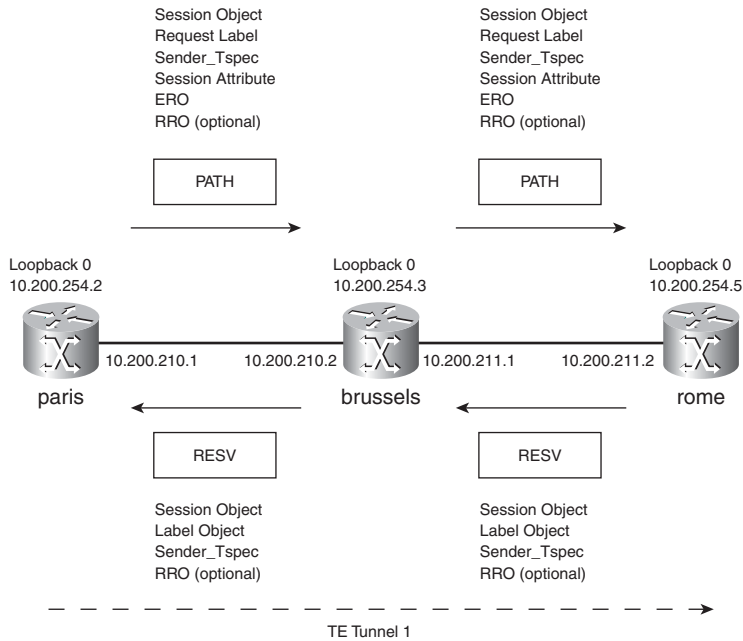 Session Object
Request Label
Sender_Tspec
Session Attribute
ERO
RRO (optional)
Session Object
Request Label
Sender_Tspec
Session Attribute
ERO
RRO (optional)
PATH
PATH
Loopback 0
10.200.254.2
Loopback 0
10.200.254.3
Loopback 0
10.200.254.5
10.200.210.1
10.200.210.2
10.200.211.1
10.200.211.2
paris
brussels
rome
RESV
RESV
Session Object
Label Object
Sender_Tspec
RRO (optional)
Session Object
Label Object
Sender_Tspec
RRO (optional)
TE Tunnel 1